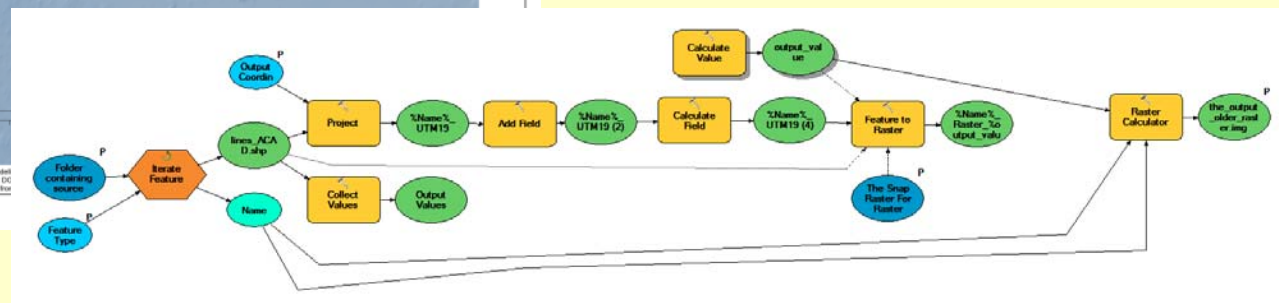 P
Output
Coordin
Project
%Name%_
UTM19
Add Field
%Name%_
UTM19 (2)
Calculate
Field
%Name%_
UTM19 (4)
Calculate
Value
output_val
ue
Feature to
Raster
%Name%_
Raster_%o
utput_valu
P
The Snap
Raster For
Raster
Raster
Calculator
P
the_output
_older_rast
er.img
P
Folder
containing
source
P
Feature
Type
Iterate
Feature
lines_ACA
D.shp
Name
Collect
Values
Output
Values